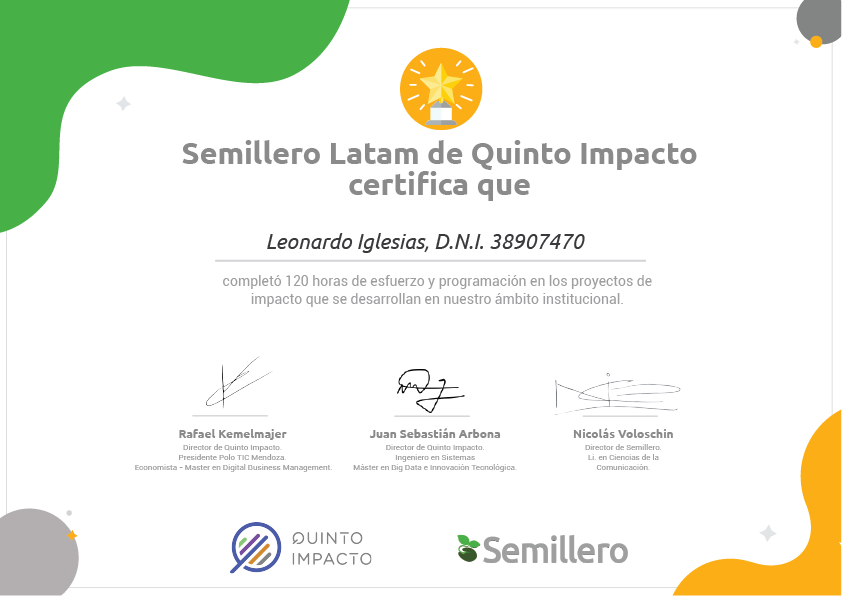 Semillero Latam de Quinto Impacto
certifica que
Leonardo Iglesias, D.N.I. 38907470
completó 120 horas de esfuerzo y programación en los proyectos de
impacto que se desarrollan en nuestro ámbito institucional.
Rafael Kemelmajer
Director de Quinto Impacto.
Presidente Polo TIC Mendoza.
Economista - Master en Digital Business Management.
Juan Sebastián Arbona
Director de Quinto Impacto.
Ingeniero en Sistemas
Máster en Dig Data e Innovación Tecnológica.
Nicolás Voloschin
Director de Semillero.
Li. en Ciencias de la
Comunicación.
QUINTO
IMPACTO
Semillero